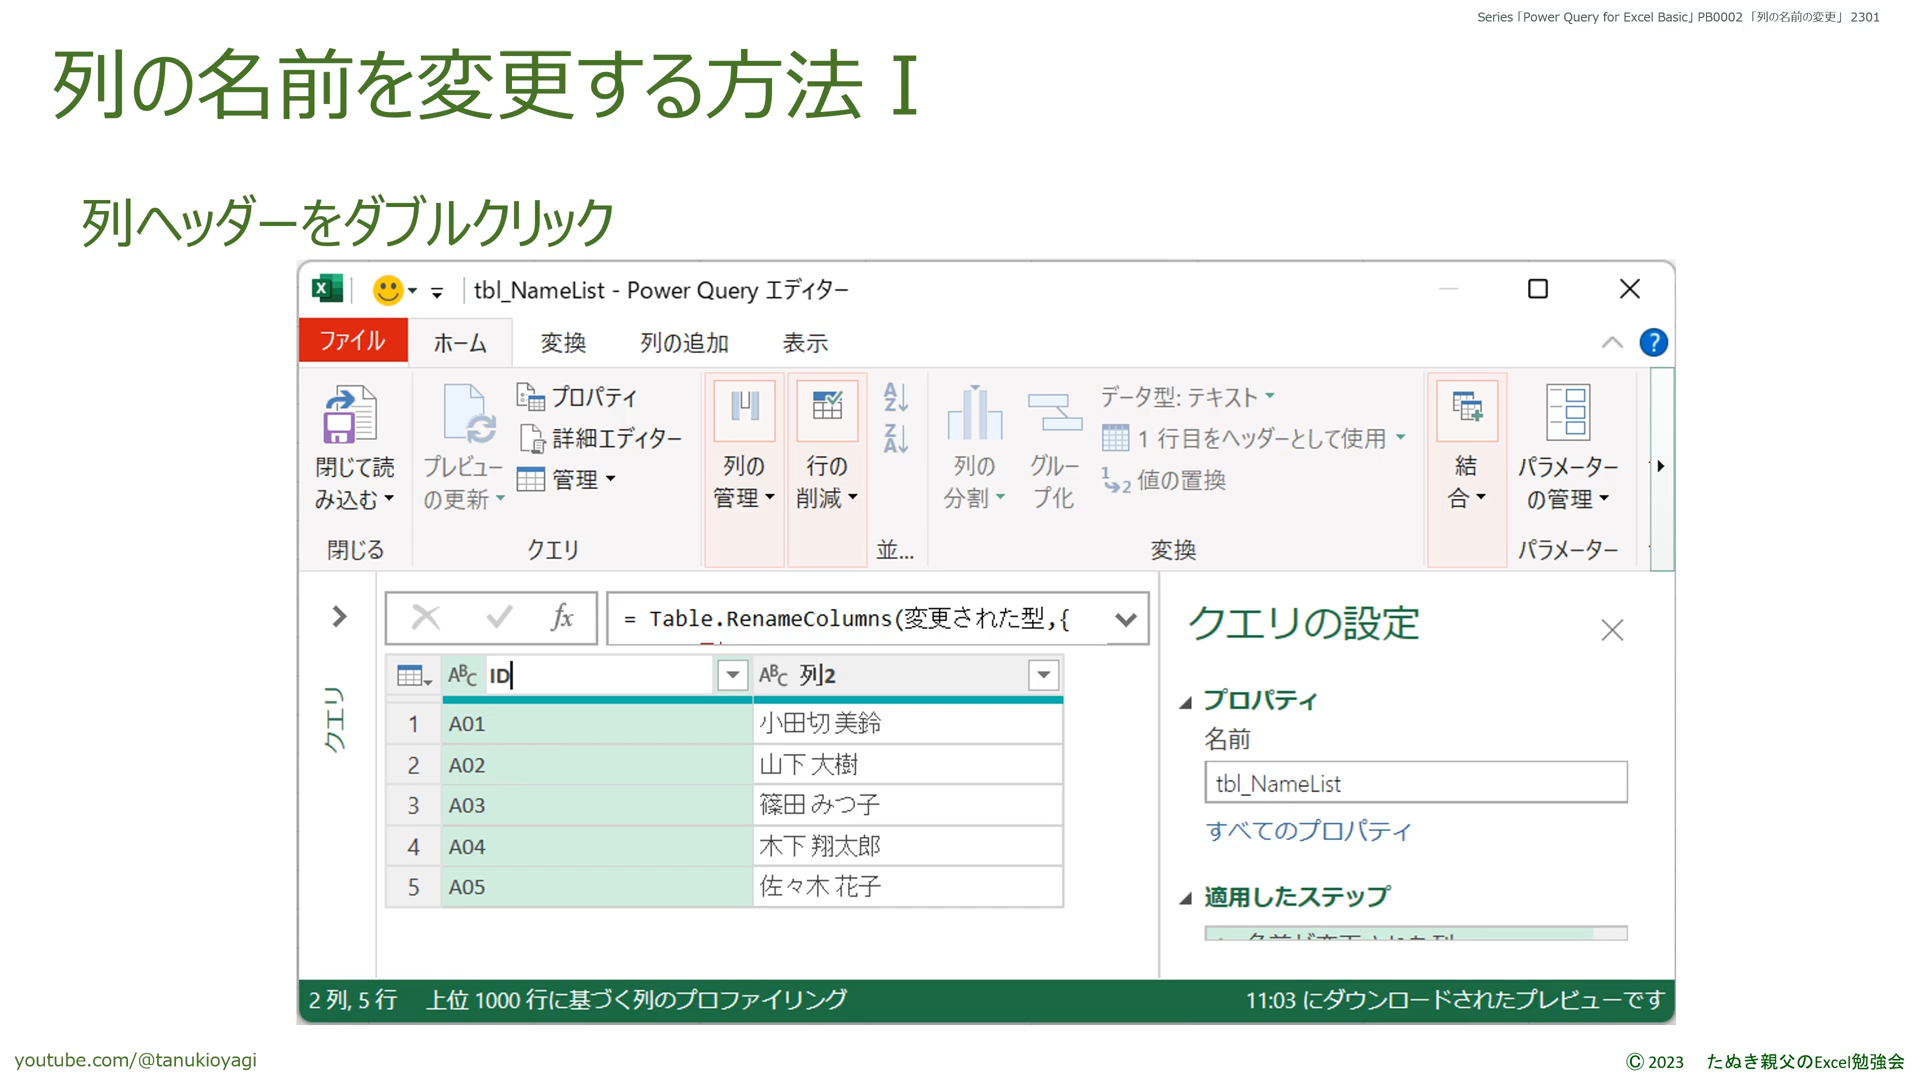 Series「Power Query for Excel Basic」PB0002「列の名前の変更」 2301
列の名前を変更する方法 I
列ヘッダーをダブルクリック
tbl_NameList - Power Query エディター
ファイル ホーム 変換 列の追加 表示
閉じて読み込む
プレビューの更新
プロパティ
詳細エディター
管理
列の管理
行の削減
列の分割
グループ化
データ型: テキスト
1 行目をヘッダーとして使用
値の置換
結合
パラメーターの管理
閉じる クエリ 並... 変換 パラメーター
fx = Table.RenameColumns(変更された型,{
クエリ
ABC ID ABC 列2
1 A01 小田切 美鈴
2 A02 山下 大樹
3 A03 篠田 みつ子
4 A04 木下 翔太郎
5 A05 佐々木 花子
クエリの設定
プロパティ
名前
tbl_NameList
すべてのプロパティ
適用したステップ
名前が変更された列
2 列, 5 行 上位 1000 行に基づく列のプロファイリング 11:03 にダウンロードされたプレビューです
youtube.com/@tanukioyagi
© 2023 たぬき親父のExcel勉強会